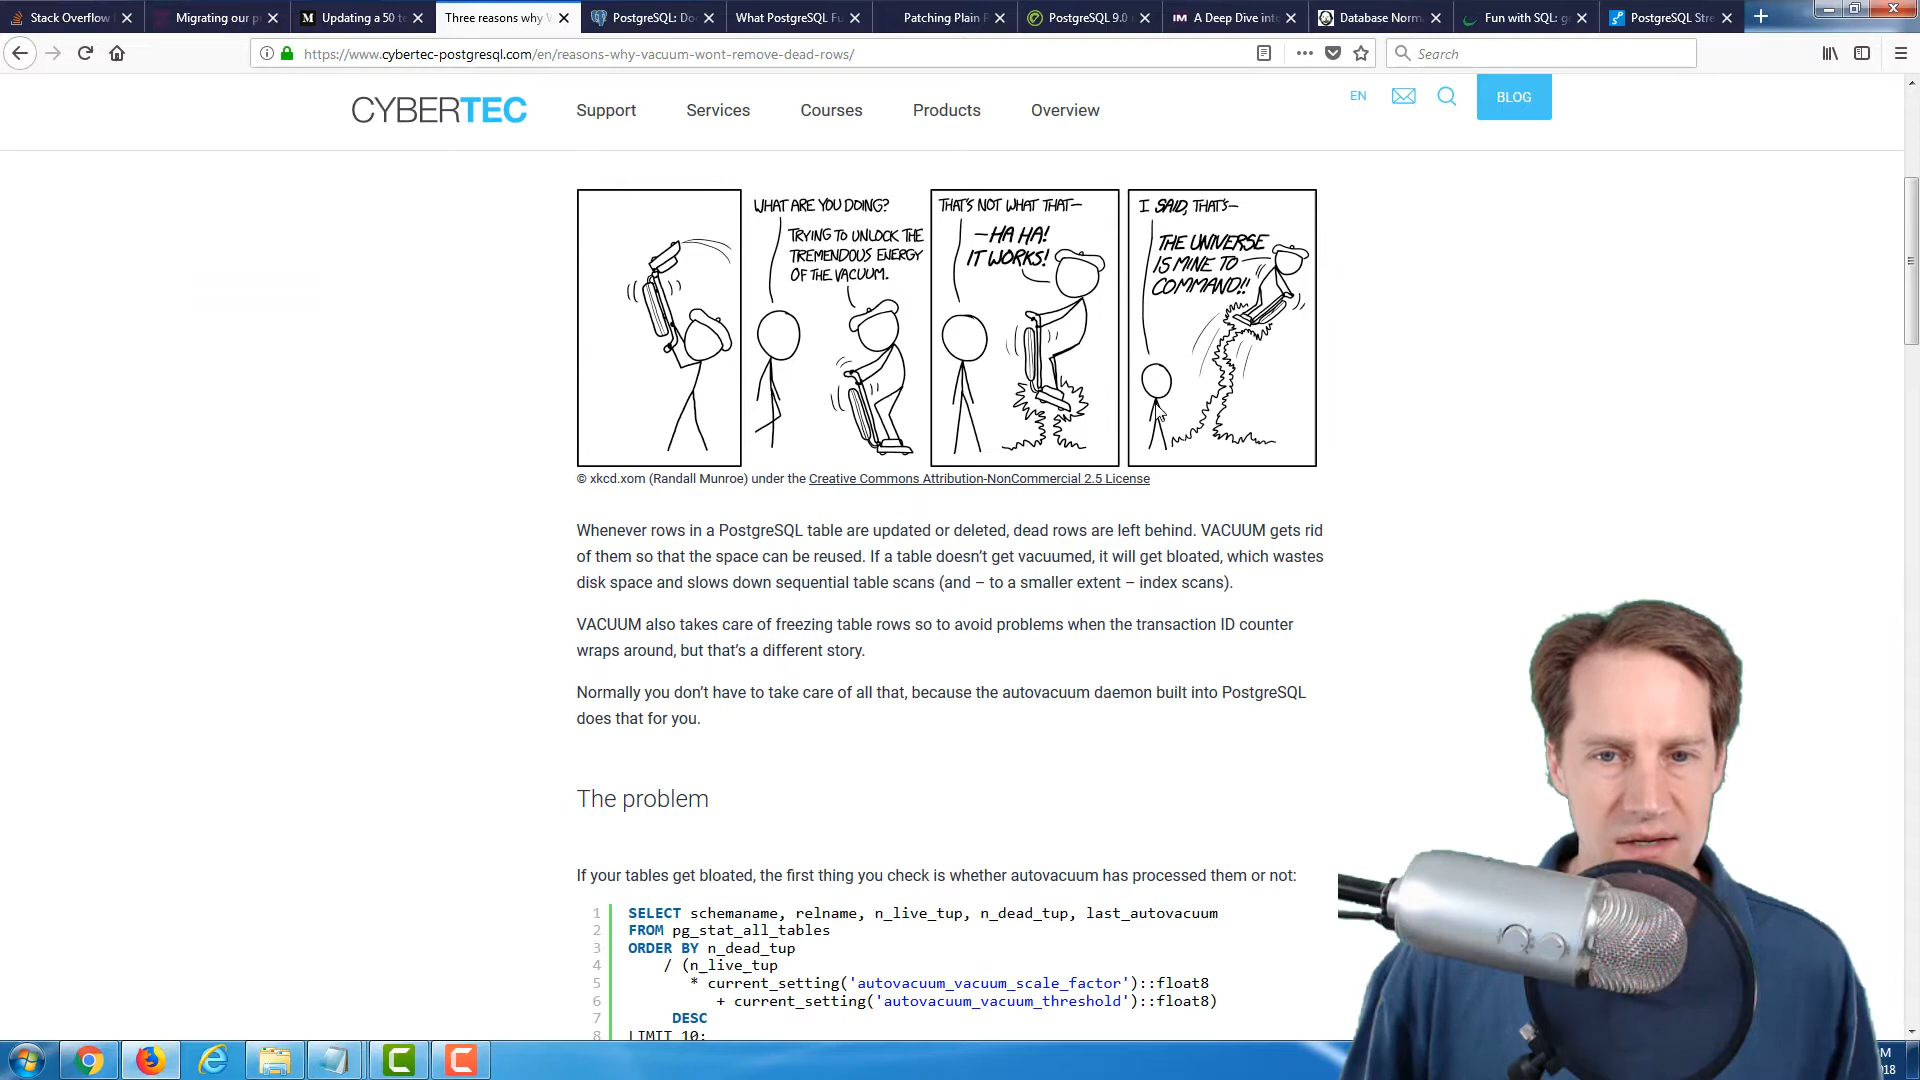 Stack Overflow
Migrating our p
Updating a 50 te
Three reasons why V
PostgreSQL: Do
What PostgreSQL Fu
Patching Plain P
PostgreSQL 9.0
A Deep Dive into
Database Norm
Fun with SQL: g
PostgreSQL Stre
https://www.cybertec-postgresql.com/en/reasons-why-vacuum-wont-remove-dead-rows/
Search
CYBERTEC
Support
Services
Courses
Products
Overview
EN
BLOG
WHAT ARE YOU DOING?
TRYING TO UNLOCK THE
TREMENDOUS ENERGY
OF THE VACUUM.
THAT'S NOT WHAT THAT—
—HA HA!
IT WORKS!
I SAID, THAT'S—
THE UNIVERSE
IS MINE TO
COMMAND!!
© xkcd.xom (Randall Munroe) under the Creative Commons Attribution-NonCommercial 2.5 License
Whenever rows in a PostgreSQL table are updated or deleted, dead rows are left behind. VACUUM gets rid
of them so that the space can be reused. If a table doesn’t get vacuumed, it will get bloated, which wastes
disk space and slows down sequential table scans (and – to a smaller extent – index scans).
VACUUM also takes care of freezing table rows so to avoid problems when the transaction ID counter
wraps around, but that’s a different story.
Normally you don’t have to take care of all that, because the autovacuum daemon built into PostgreSQL
does that for you.
The problem
If your tables get bloated, the first thing you check is whether autovacuum has processed them or not:
1 SELECT schemaname, relname, n_live_tup, n_dead_tup, last_autovacuum
2 FROM pg_stat_all_tables
3 ORDER BY n_dead_tup
4 / (n_live_tup
5 * current_setting('autovacuum_vacuum_scale_factor')::float8
6 + current_setting('autovacuum_vacuum_threshold')::float8)
7 DESC
8 LIMIT 10;
M
018